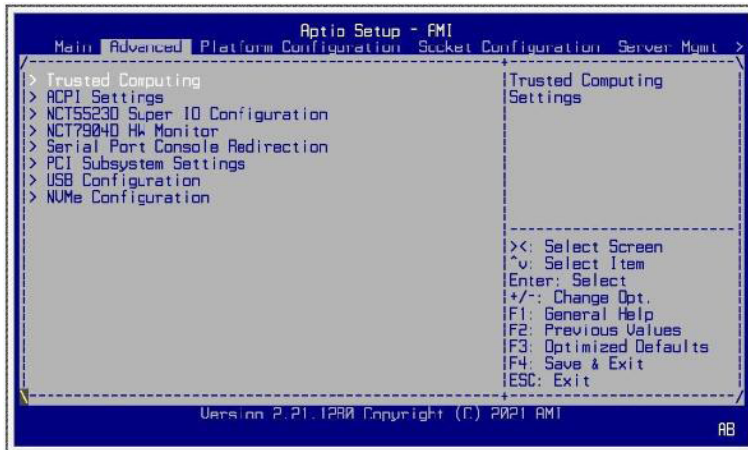 Aptio Setup - AMI
Main Advanced Platform Configuration Socket Configuration Server Mgmt >
> Trusted Computing
> ACPI Settings
> NCT5523D Super IO Configuration
> NCT7904D HW Monitor
> Serial Port Console Redirection
> PCI Subsystem Settings
> USB Configuration
> NVMe Configuration
Trusted Computing
Settings
><: Select Screen
^v: Select Item
Enter: Select
+/-: Change Opt.
F1: General Help
F2: Previous Values
F3: Optimized Defaults
F4: Save & Exit
ESC: Exit
Version 2.21.1280 Copyright (C) 2021 AMI
AB